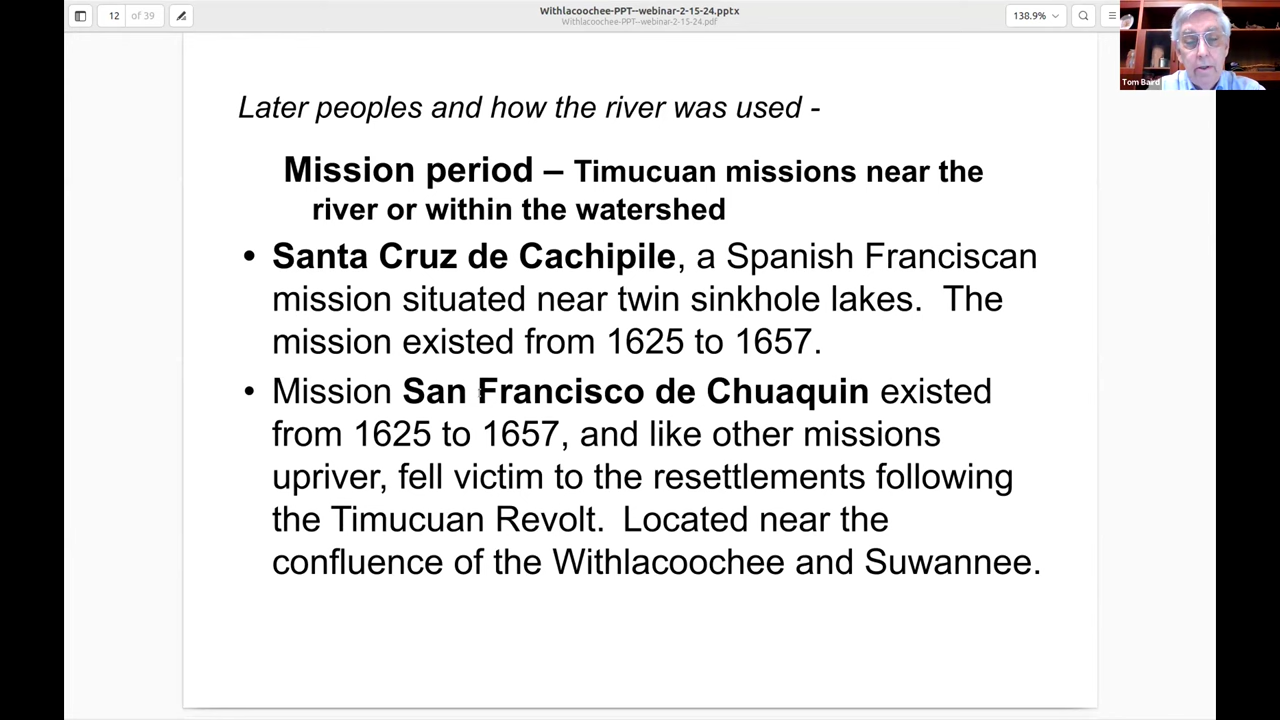 Withlacoochee-PPT--webinar-2-15-24.pptx
Withlacoochee-PPT--webinar-2-15-24.pdf
12 of 39
138.9%
Tom Baird
Later peoples and how the river was used -
Mission period – Timucuan missions near the
river or within the watershed
• Santa Cruz de Cachipile, a Spanish Franciscan
mission situated near twin sinkhole lakes. The
mission existed from 1625 to 1657.
• Mission San Francisco de Chuaquin existed
from 1625 to 1657, and like other missions
upriver, fell victim to the resettlements following
the Timucuan Revolt. Located near the
confluence of the Withlacoochee and Suwannee.